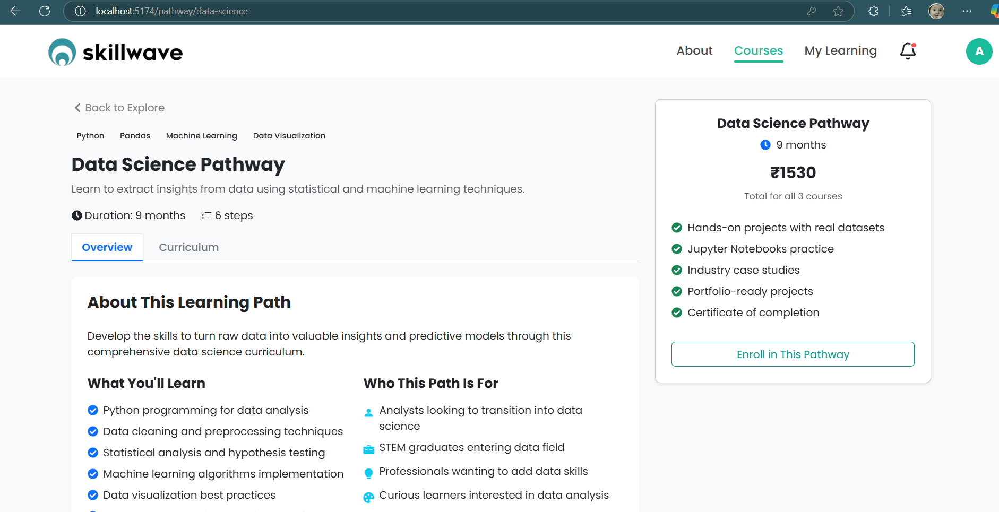 localhost:5174/pathway/data-science
skillwave
About
Courses
My Learning
A
Back to Explore
Python Pandas Machine Learning Data Visualization
Data Science Pathway
Learn to extract insights from data using statistical and machine learning techniques.
Duration: 9 months 6 steps
Overview Curriculum
About This Learning Path
Develop the skills to turn raw data into valuable insights and predictive models through this
comprehensive data science curriculum.
What You'll Learn
Python programming for data analysis
Data cleaning and preprocessing techniques
Statistical analysis and hypothesis testing
Machine learning algorithms implementation
Data visualization best practices
Who This Path Is For
Analysts looking to transition into data
science
STEM graduates entering data field
Professionals wanting to add data skills
Curious learners interested in data analysis
Data Science Pathway
9 months
₹1530
Total for all 3 courses
Hands-on projects with real datasets
Jupyter Notebooks practice
Industry case studies
Portfolio-ready projects
Certificate of completion
Enroll in This Pathway